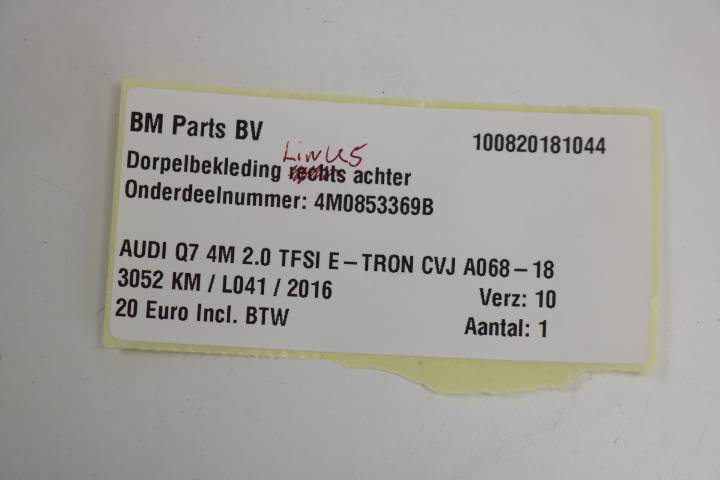 BM Parts BV 100820181044
Links
Dorpelbekleding rechts achter
Onderdeelnummer: 4M0853369B
AUDI Q7 4M 2.0 TFSI E-TRON CVJ A068-18
3052 KM / L041 / 2016 Verz: 10
20 Euro Incl. BTW Aantal: 1